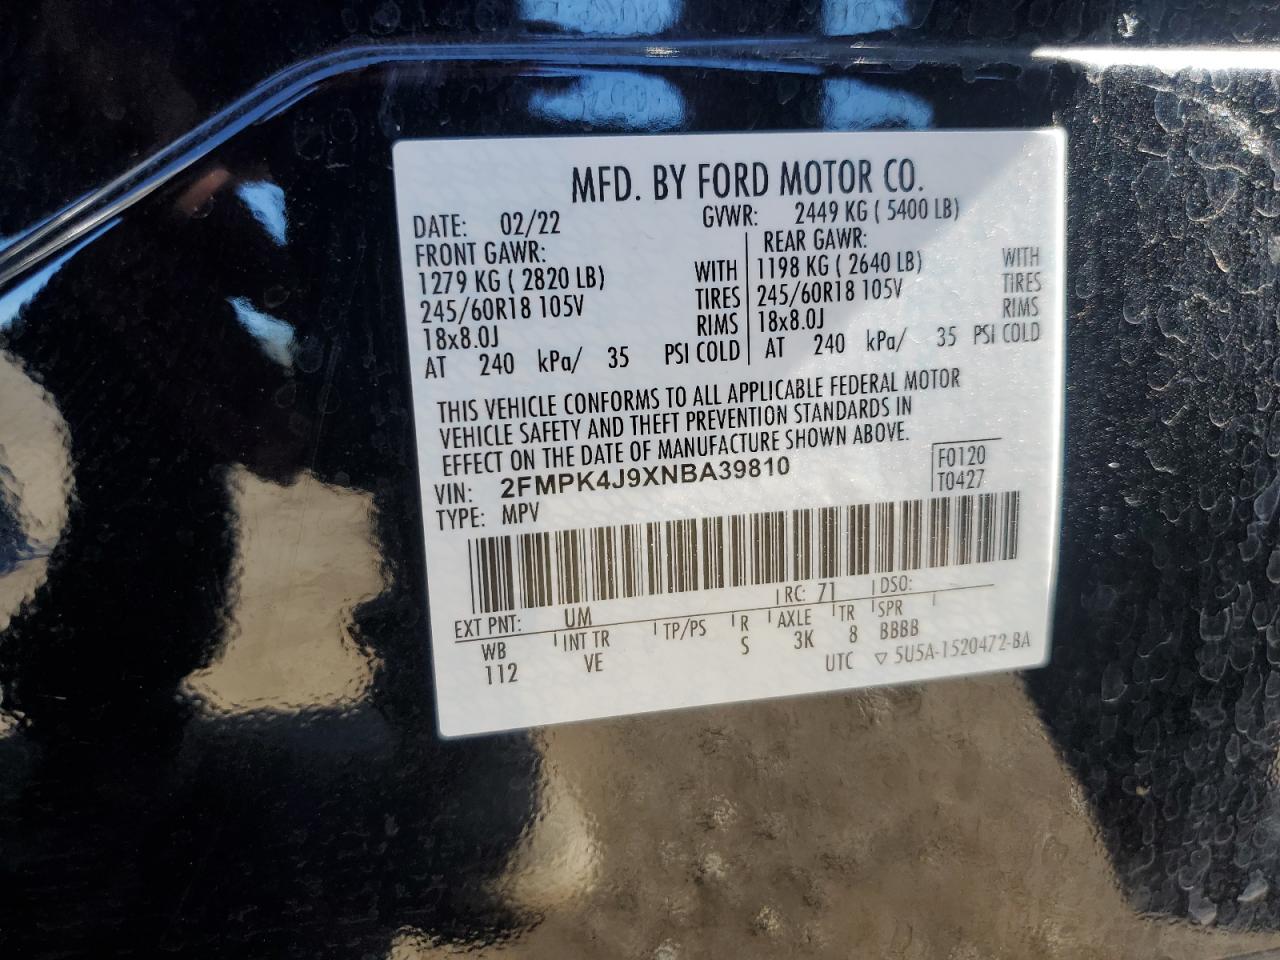 MFD. BY FORD MOTOR CO.
DATE: 02/22 GVWR: 2449 KG ( 5400 LB)
FRONT GAWR: REAR GAWR:
1279 KG ( 2820 LB) WITH 1198 KG ( 2640 LB) WITH
245/60R18 105V TIRES 245/60R18 105V TIRES
18x8.0J RIMS 18x8.0J RIMS
AT 240 kPa/ 35 PSI COLD AT 240 kPa/ 35 PSI COLD
THIS VEHICLE CONFORMS TO ALL APPLICABLE FEDERAL MOTOR
VEHICLE SAFETY AND THEFT PREVENTION STANDARDS IN
EFFECT ON THE DATE OF MANUFACTURE SHOWN ABOVE.
VIN: 2FMPK4J9XNBA39810 F0120
TYPE: MPV T0427
EXT PNT: UM RC: 71 DSO:
WB INT TR TP/PS R AXLE TR SPR
112 VE S 3K 8 BBBB
UTC ▽ 5U5A-1520472-BA